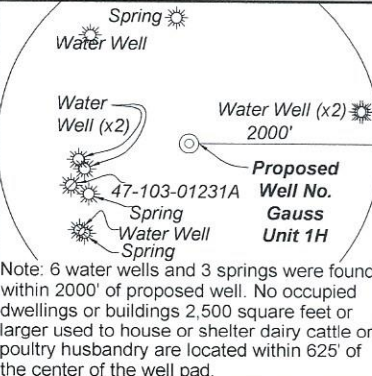 Spring
Water Well
Water
Well (x2)
Water Well (x2)
2000'
Proposed
Well No.
Gauss
Unit 1H
47-103-01231A
Spring
Water Well
Spring
Note: 6 water wells and 3 springs were found
within 2000' of proposed well. No occupied
dwellings or buildings 2,500 square feet or
larger used to house or shelter dairy cattle or
poultry husbandry are located within 625' of
the center of the well pad.